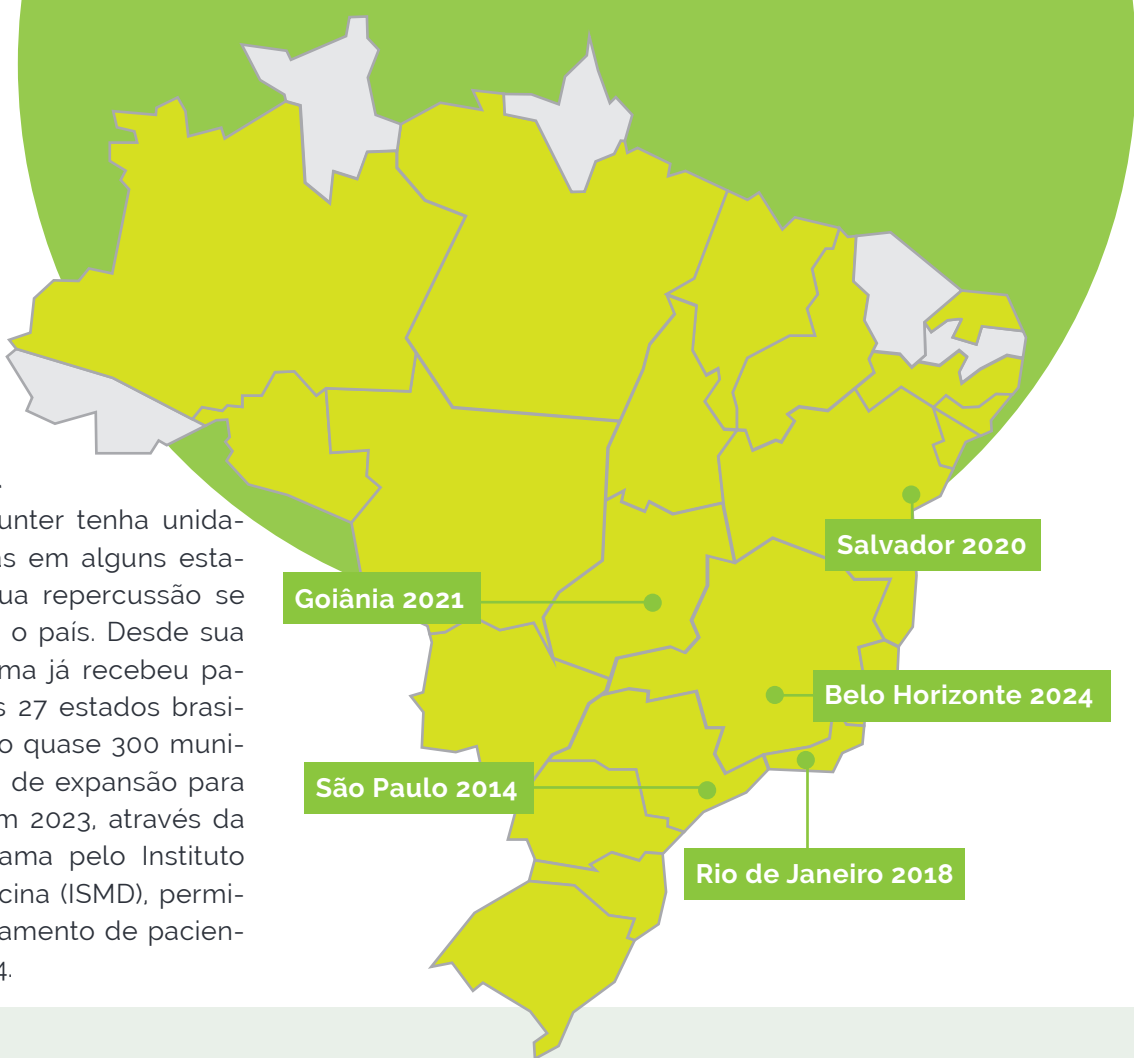 unter tenha unida-
as em alguns esta-
ua repercussão se
o país. Desde sua
ma já recebeu pa-
s 27 estados brasi-
o quase 300 muni-
de expansão para
m 2023, através da
ama pelo Instituto
cina (ISMD), permi-
amento de pacien-
4.
Salvador 2020
Goiânia 2021
Belo Horizonte 2024
São Paulo 2014
Rio de Janeiro 2018